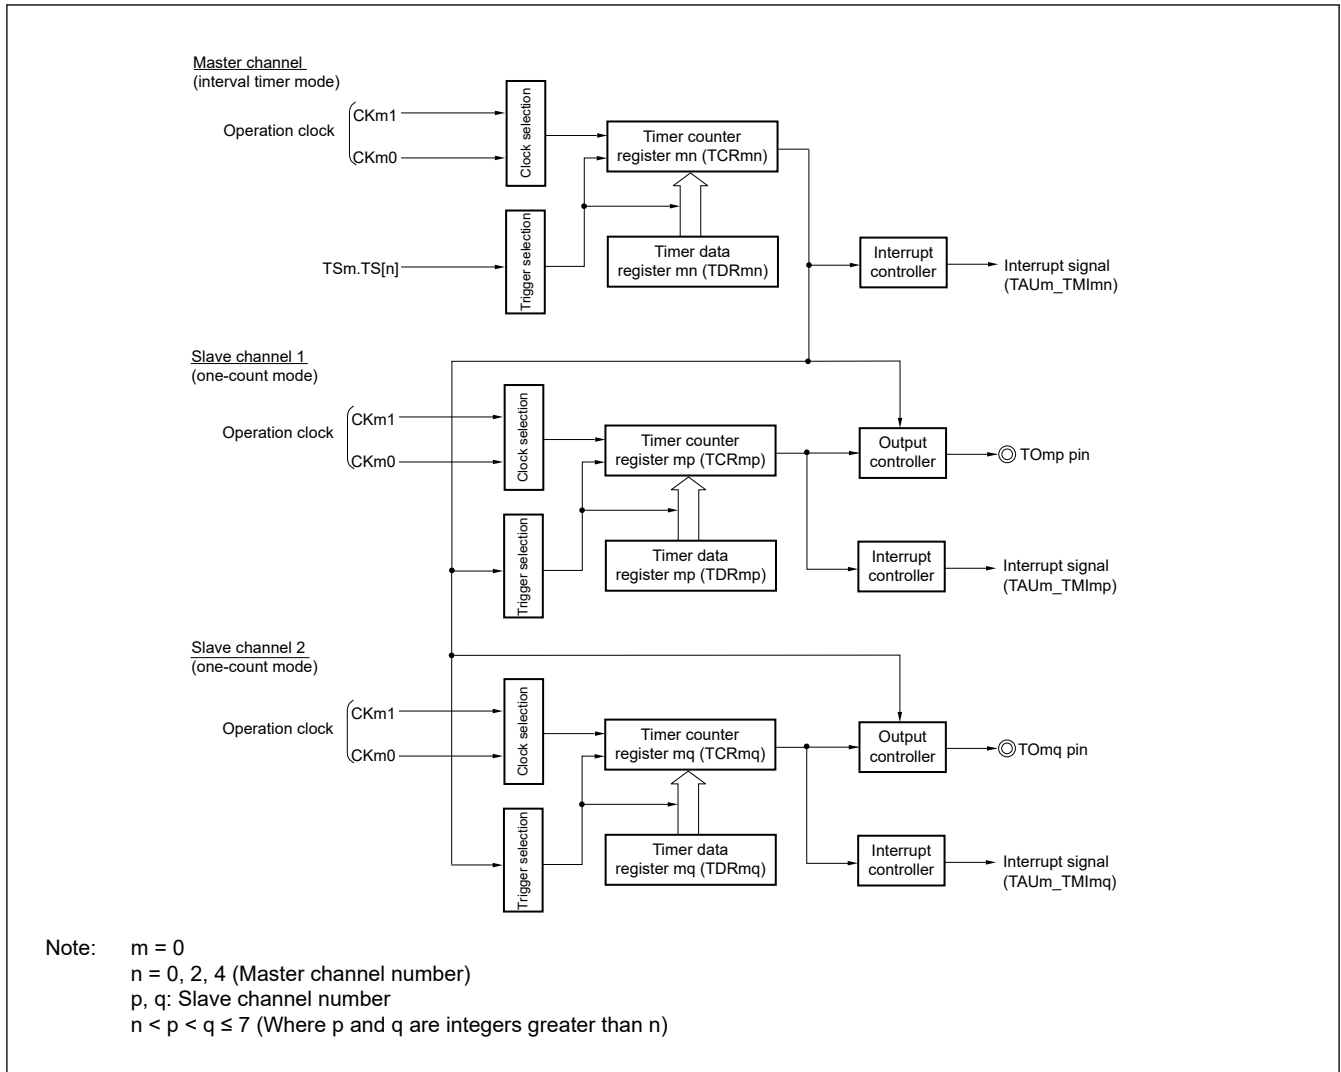 Master channel
(interval timer mode)
Operation clock
CKm1
CKm0
Clock selection
Timer counter
register mn (TCRmn)
TSm.TS[n]
Trigger selection
Timer data
register mn (TDRmn)
Interrupt
controller
Interrupt signal
(TAUm_TMImn)
Slave channel 1
(one-count mode)
Operation clock
CKm1
CKm0
Clock selection
Timer counter
register mp (TCRmp)
Output
controller
TOmp pin
Trigger selection
Timer data
register mp (TDRmp)
Interrupt
controller
Interrupt signal
(TAUm_TMImp)
Slave channel 2
(one-count mode)
Operation clock
CKm1
CKm0
Clock selection
Timer counter
register mq (TCRmq)
Output
controller
TOmq pin
Trigger selection
Timer data
register mq (TDRmq)
Interrupt
controller
Interrupt signal
(TAUm_TMImq)
Note: m = 0
n = 0, 2, 4 (Master channel number)
p, q: Slave channel number
n < p < q ≤ 7 (Where p and q are integers greater than n)